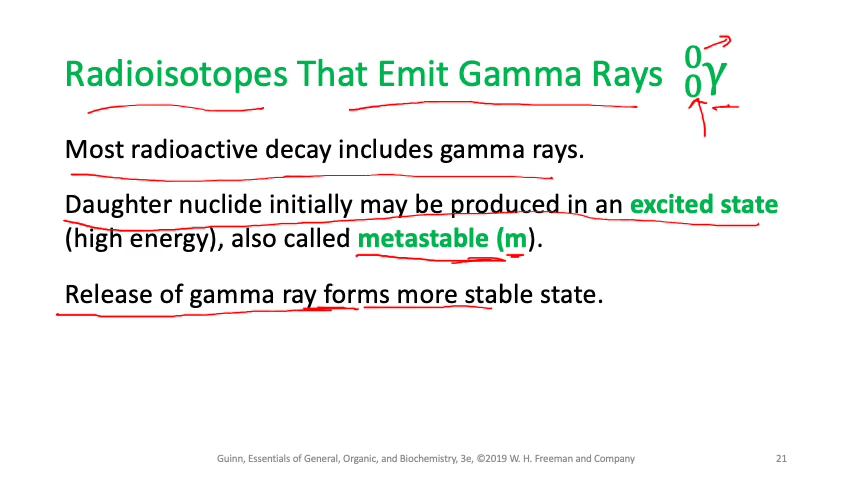 Radioisotopes That Emit Gamma Rays ⁰₀γ
Most radioactive decay includes gamma rays.
Daughter nuclide initially may be produced in an excited state
(high energy), also called metastable (m).
Release of gamma ray forms more stable state.
Guinn, Essentials of General, Organic, and Biochemistry, 3e, ©2019 W. H. Freeman and Company
21